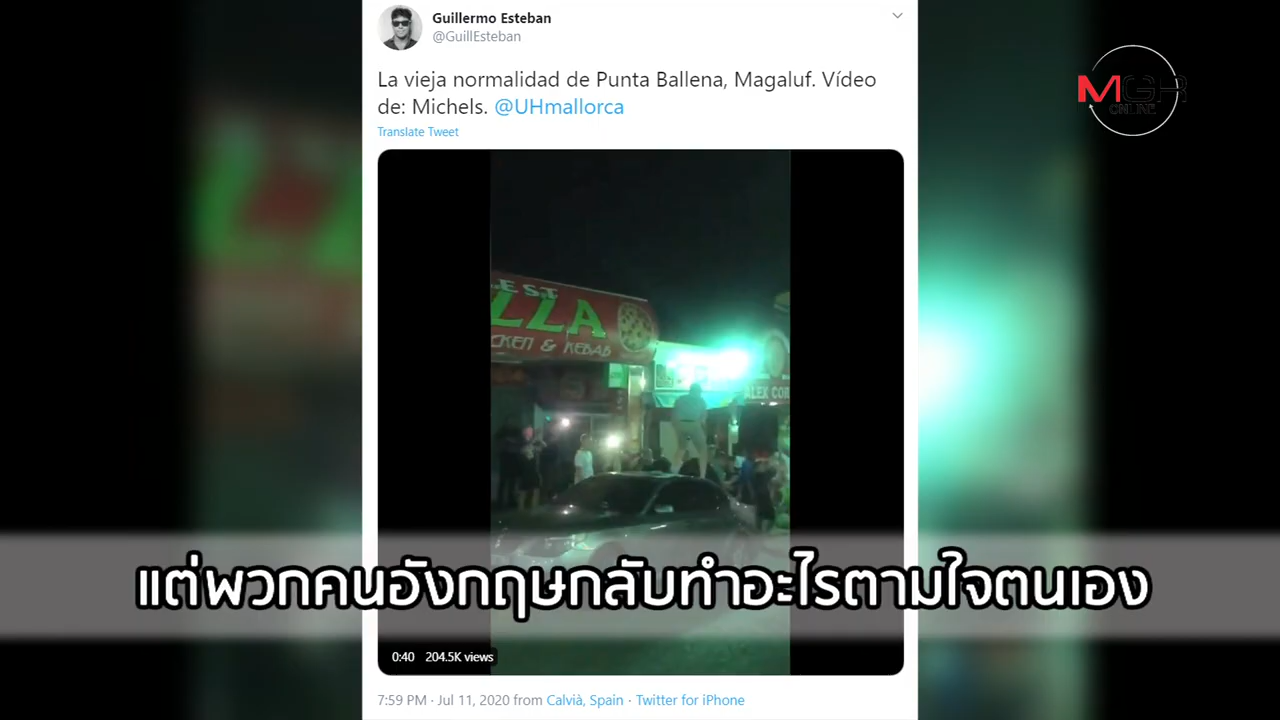 Guillermo Esteban
@GuillEsteban
La vieja normalidad de Punta Ballena, Magaluf. Vídeo
de: Michels. @UHmallorca
Translate Tweet
MGR
ONLINE
EST
ZZA
CKEN & KEBAB
ALEX COR
แต่พวกคนอังกฤษกลับทำอะไรตามใจตนเอง
0:40 204.5K views
7:59 PM · Jul 11, 2020 from Calvià, Spain · Twitter for iPhone